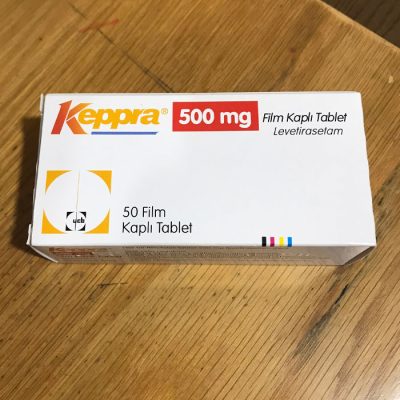 Keppra® 500 mg Film Kaplı Tablet
Levetirasetam
ucb
50 Film
Kaplı Tablet